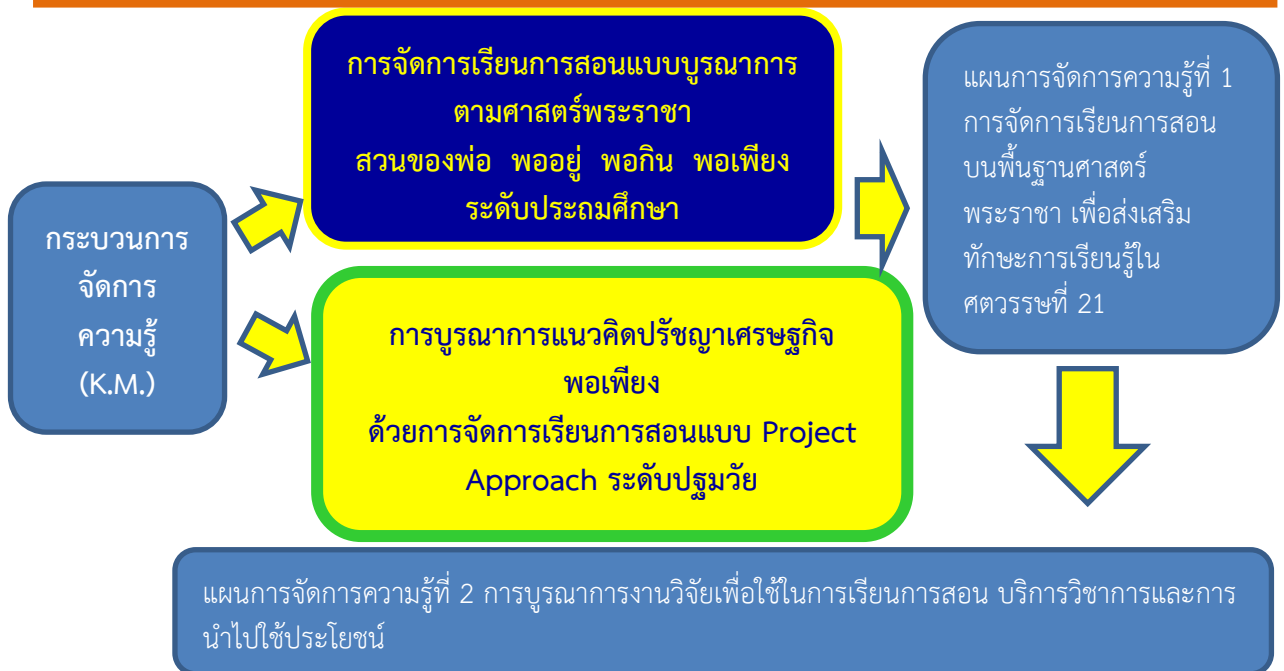 กระบวนการ
จัดการ
ความรู้
(K.M.)
การจัดการเรียนการสอนแบบบูรณาการ
ตามศาสตร์พระราชา
สวนของพ่อ พออยู่ พอกิน พอเพียง
ระดับประถมศึกษา
การบูรณาการแนวคิดปรัชญาเศรษฐกิจ
พอเพียง
ด้วยการจัดการเรียนการสอนแบบ Project
Approach ระดับปฐมวัย
แผนการจัดการความรู้ที่ 1
การจัดการเรียนการสอน
บนพื้นฐานศาสตร์
พระราชา เพื่อส่งเสริม
ทักษะการเรียนรู้ใน
ศตวรรษที่ 21
แผนการจัดการความรู้ที่ 2 การบูรณาการงานวิจัยเพื่อใช้ในการเรียนการสอน บริการวิชาการและการ
นำไปใช้ประโยชน์